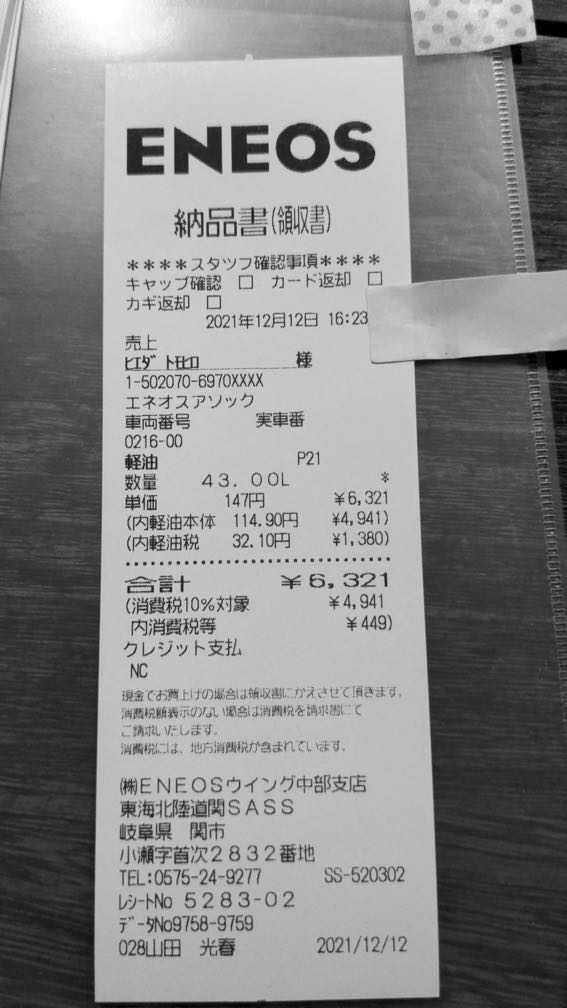 ENEOS
納品書(領収書)
****スタッフ確認事項****
キャップ確認 □ カード返却 □
カギ返却 □
2021年12月12日 16:23
売上
ﾋｴﾀﾞ ﾄﾓﾋﾛ 様
1-502070-6970XXXX
エネオスアソック
車両番号 実車番
0216-00
軽油 P21
数量 43.00L *
単価 147円 ¥6,321
(内軽油本体 114.90円 ¥4,941)
(内軽油税 32.10円 ¥1,380)
合計 ¥6,321
(消費税10%対象 ¥4,941
内消費税等 ¥449)
クレジット支払
NC
現金でお買上げの場合は領収書にかえさせて頂きます。
消費税額表示のない場合は消費税を請求書にて
ご請求いたします。
消費税には、地方消費税が含まれています。
㈱ENEOSウイング中部支店
東海北陸道関SASS
岐阜県 関市
小瀬字首次2832番地
TEL:0575-24-9277 SS-520302
ﾚｼｰﾄNo 5283-02
ﾃﾞｰﾀNo9758-9759
028山田 光春 2021/12/12